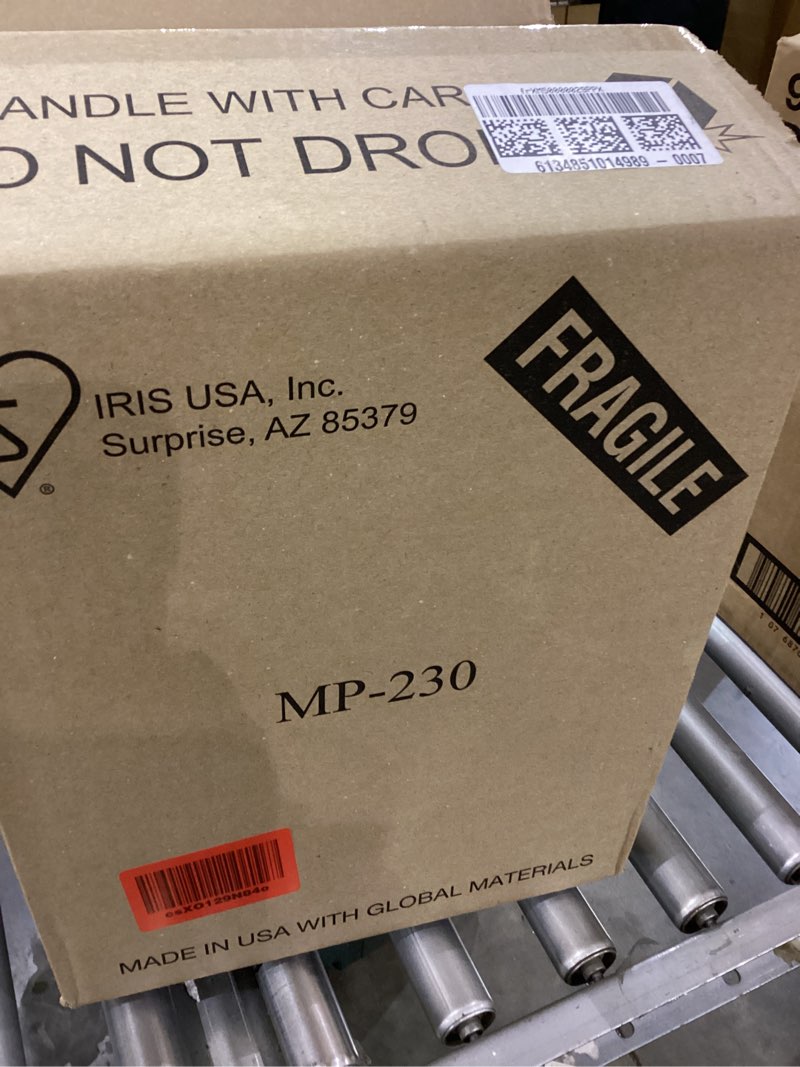 ANDLE WITH CAR
O NOT DRO
6134851014989 - 0007
IRIS USA, Inc.
Surprise, AZ 85379
®
FRAGILE
MP-230
MADE IN USA WITH GLOBAL MATERIALS